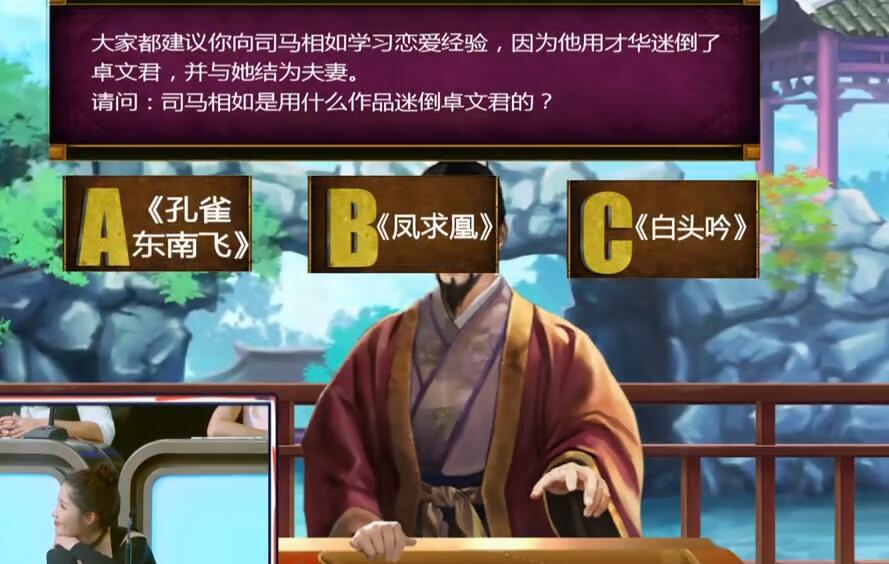 大家都建议你向司马相如学习恋爱经验，因为他用才华迷倒了
卓文君，并与她结为夫妻。
请问：司马相如是用什么作品迷倒卓文君的？
A《孔雀
东南飞》
B《凤求凰》
C《白头吟》